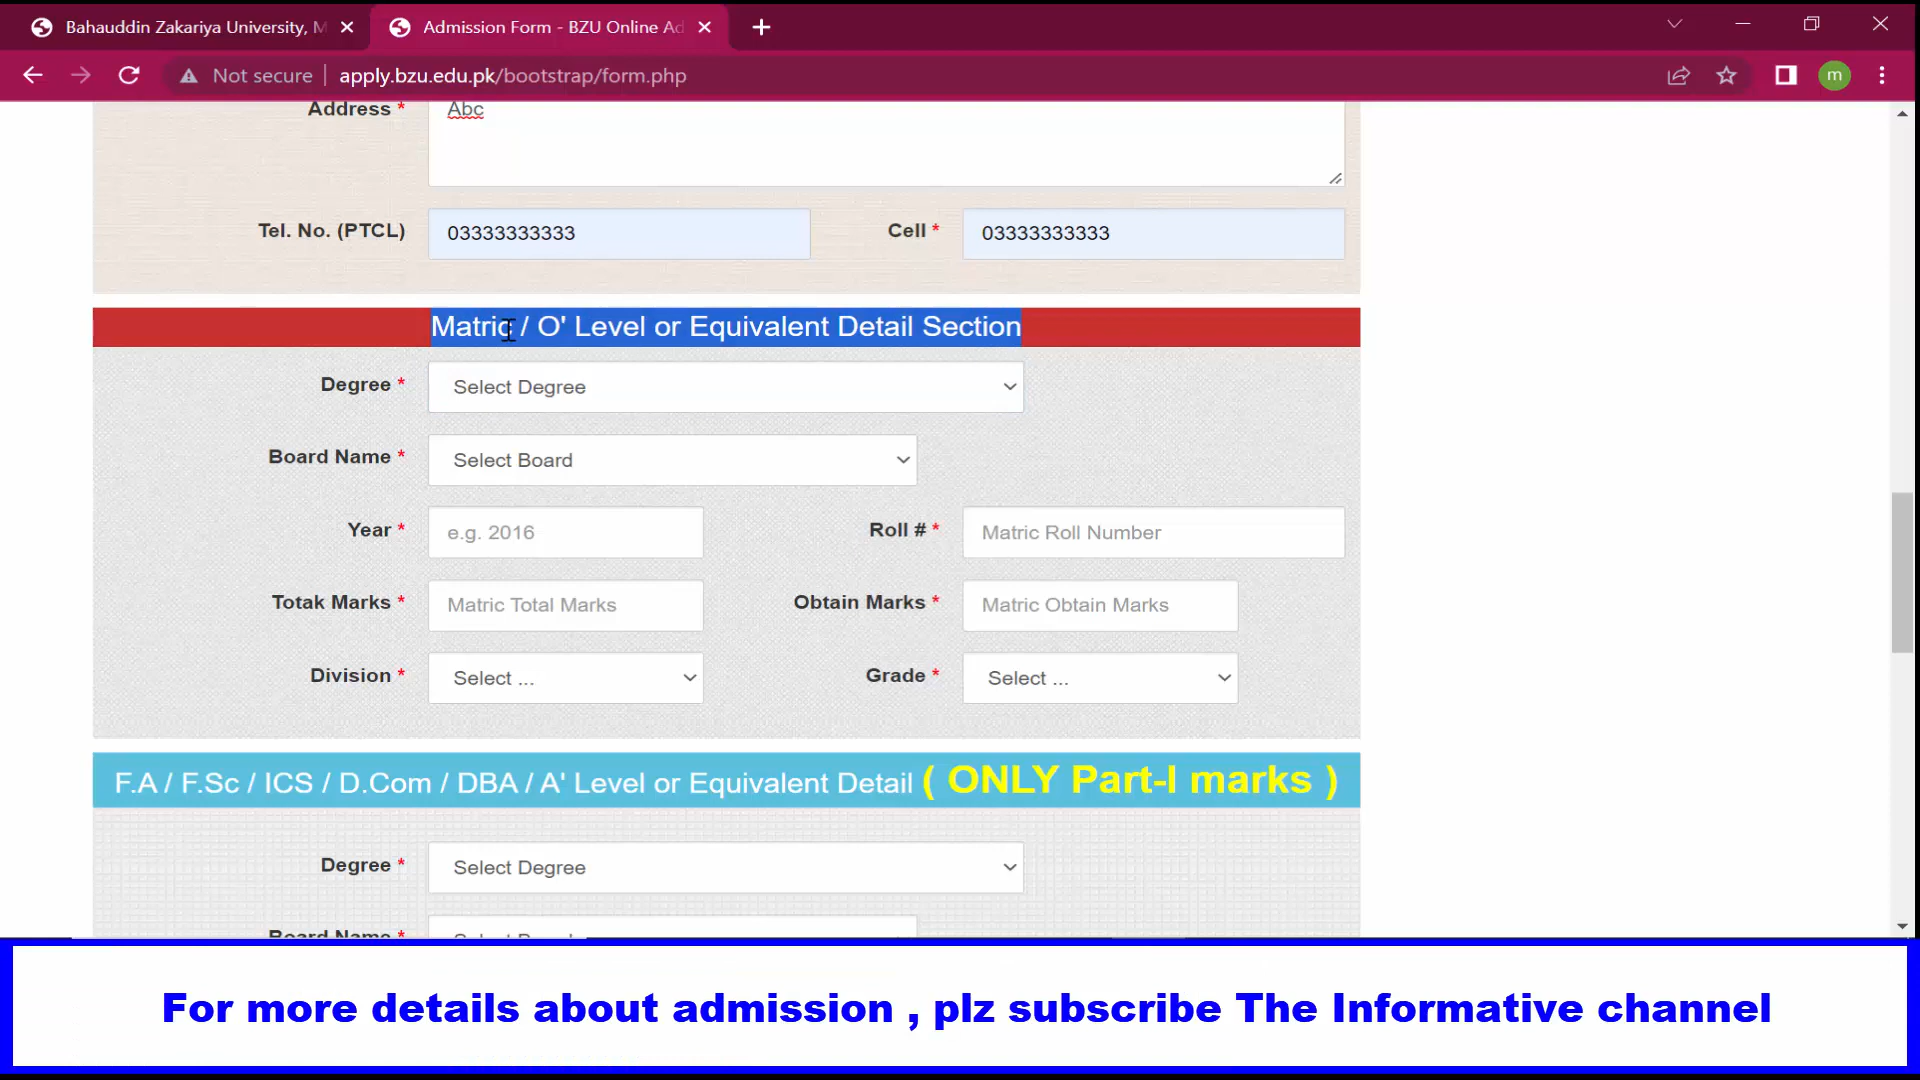 Bahauddin Zakariya University, M
Admission Form - BZU Online Ad
Not secure
apply.bzu.edu.pk/bootstrap/form.php
m
Address *
Abc
Tel. No. (PTCL)
03333333333
Cell *
03333333333
Matric / O' Level or Equivalent Detail Section
Degree *
Select Degree
Board Name *
Select Board
Year *
e.g. 2016
Roll # *
Matric Roll Number
Totak Marks *
Matric Total Marks
Obtain Marks *
Matric Obtain Marks
Division *
Select ...
Grade *
Select ...
F.A / F.Sc / ICS / D.Com / DBA / A' Level or Equivalent Detail ( ONLY Part-I marks )
Degree *
Select Degree
Board Name *
Select Board
For more details about admission , plz subscribe The Informative channel